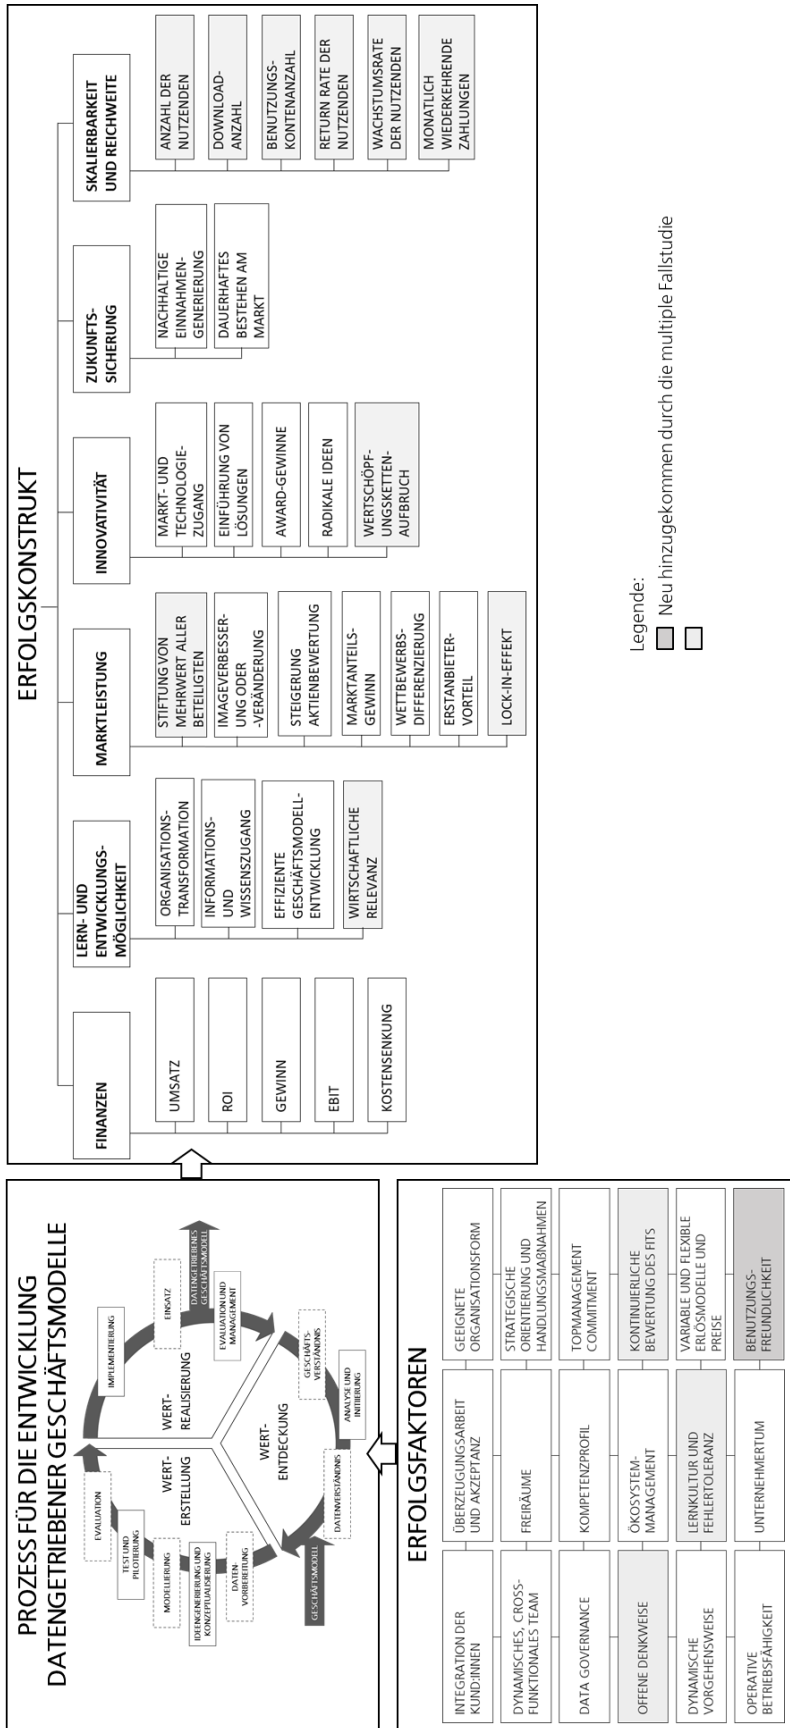 PROZESS FÜR DIE ENTWICKLUNG
DATENGETRIEBENER GESCHÄFTSMODELLE
EVALUATION
TEST UND
PILOTIERUNG
MODELLIERUNG
IDEENGENERIERUNG UND
KONZEPTUALISIERUNG
DATEN-
VORBEREITUNG
GESCHÄFTSMODELL
WERT-
ERSTELLUNG
WERT-
REALISIERUNG
WERT-
ENTDECKUNG
IMPLEMENTIERUNG
EINSATZ
DATENGETRIEBENES
GESCHÄFTSMODELL
EVALUATION UND
MANAGEMENT
GESCHÄFTS-
VERSTÄNDNIS
ANALYSE UND
INITIIERUNG
DATENVERSTÄNDNIS
ERFOLGSFAKTOREN
INTEGRATION DER
KUND:INNEN
ÜBERZEUGUNGSARBEIT
UND AKZEPTANZ
GEEIGNETE
ORGANISATIONSFORM
DYNAMISCHES, CROSS-
FUNKTIONALES TEAM
FREIRÄUME
STRATEGISCHE
ORIENTIERUNG UND
HANDLUNGSMAßNAHMEN
DATA GOVERNANCE
KOMPETENZPROFIL
TOPMANAGEMENT
COMMITMENT
OFFENE DENKWEISE
ÖKOSYSTEM-
MANAGEMENT
KONTINUIERLICHE
BEWERTUNG DES FITS
DYNAMISCHE
VORGEHENSWEISE
LERNKULTUR UND
FEHLERTOLERANZ
VARIABLE UND FLEXIBLE
ERLÖSMODELLE UND
PREISE
OPERATIVE
BETRIEBSFÄHIGKEIT
UNTERNEHMERTUM
BENUTZUNGS-
FREUNDLICHKEIT
ERFOLGSKONSTRUKT
FINANZEN
UMSATZ
ROI
GEWINN
EBIT
KOSTENSENKUNG
LERN- UND
ENTWICKLUNGS-
MÖGLICHKEIT
ORGANISATIONS-
TRANSFORMATION
INFORMATIONS-
UND
WISSENSZUGANG
EFFIZIENTE
GESCHÄFTSMODELL-
ENTWICKLUNG
WIRTSCHAFTLICHE
RELEVANZ
MARKTLEISTUNG
STIFTUNG VON
MEHRWERT ALLER
BETEILIGTEN
IMAGEVERBESSER-
UNG ODER
-VERÄNDERUNG
STEIGERUNG
AKTIENBEWERTUNG
MARKTANTEILS-
GEWINN
WETTBEWERBS-
DIFFERENZIERUNG
ERSTANBIETER-
VORTEIL
LOCK-IN-EFFEKT
INNOVATIVITÄT
MARKT- UND
TECHNOLOGIE-
ZUGANG
EINFÜHRUNG VON
LÖSUNGEN
AWARD-GEWINNE
RADIKALE IDEEN
WERTSCHÖPF-
UNGSKETTEN-
AUFBRUCH
ZUKUNFTS-
SICHERUNG
NACHHALTIGE
EINNAHMEN-
GENERIERUNG
DAUERHAFTES
BESTEHEN AM
MARKT
SKALIERBARKEIT
UND REICHWEITE
ANZAHL DER
NUTZENDEN
DOWNLOAD-
ANZAHL
BENUTZUNGS-
KONTENANZAHL
RETURN RATE DER
NUTZENDEN
WACHSTUMSRATE
DER NUTZENDEN
MONATLICH
WIEDERKEHRENDE
ZAHLUNGEN
Legende:
Neu hinzugekommen durch die multiple Fallstudie